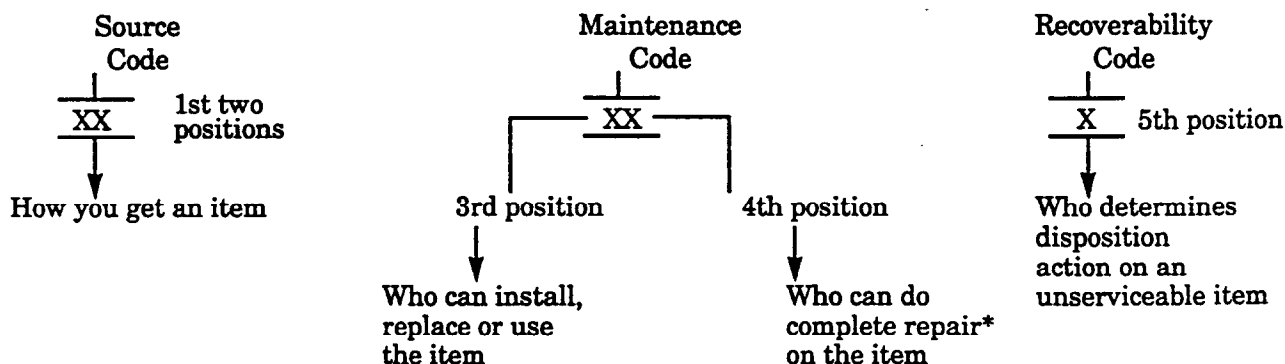 Source
Code
XX
1st two
positions
How you get an item
Maintenance
Code
XX
3rd position
4th position
Who can install,
replace or use
the item
Who can do
complete repair*
on the item
Recoverability
Code
X
5th position
Who determines
disposition
action on an
unserviceable item